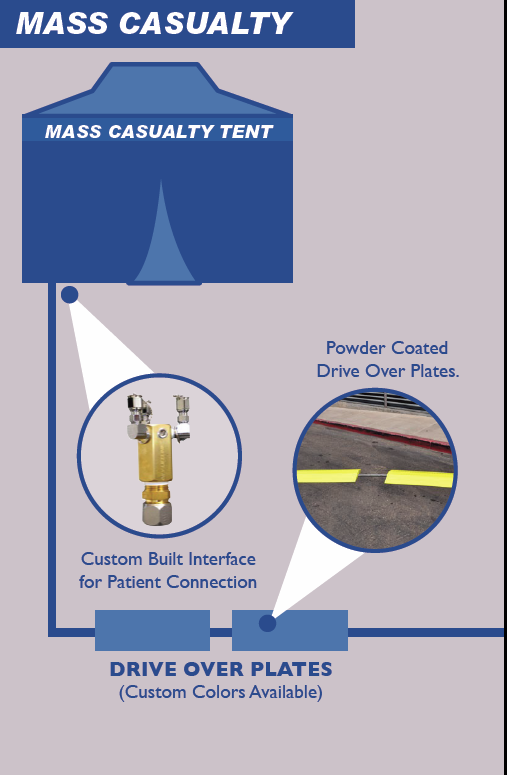 MASS CASUALTY
MASS CASUALTY TENT
Powder Coated
Drive Over Plates.
Custom Built Interface
for Patient Connection
DRIVE OVER PLATES
(Custom Colors Available)